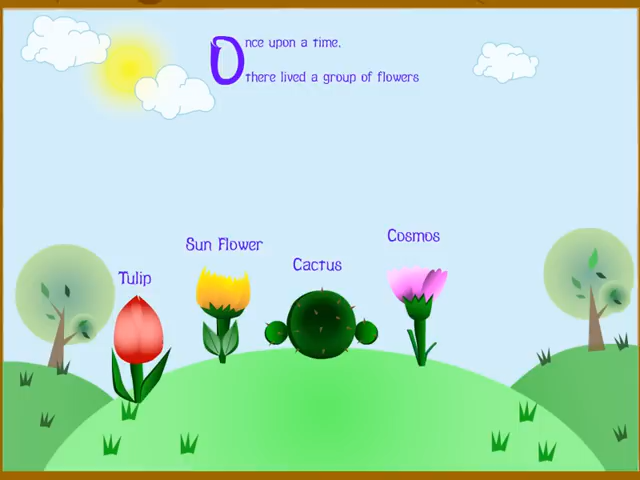 Once upon a time,
there lived a group of flowers
Cosmos
Sun Flower
Cactus
Tulip